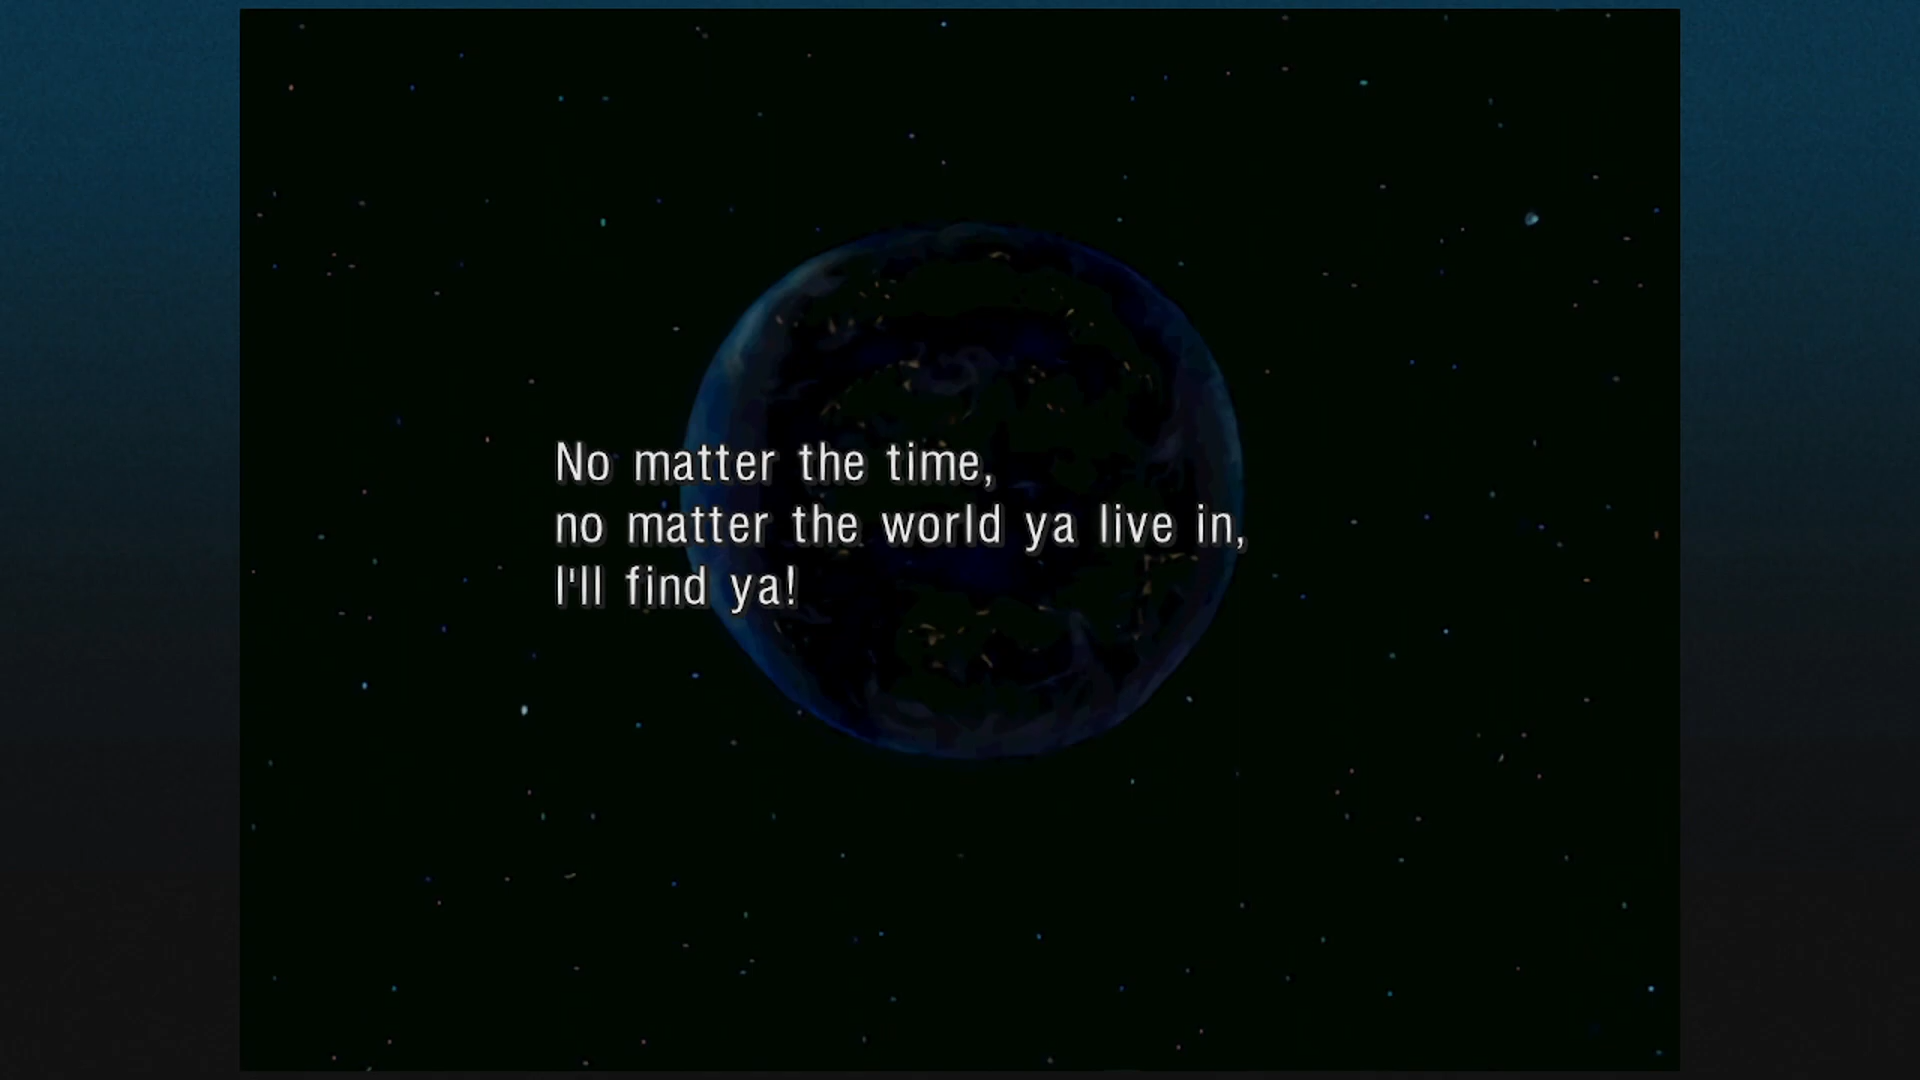 No matter the time,
no matter the world ya live in,
I'll find ya!